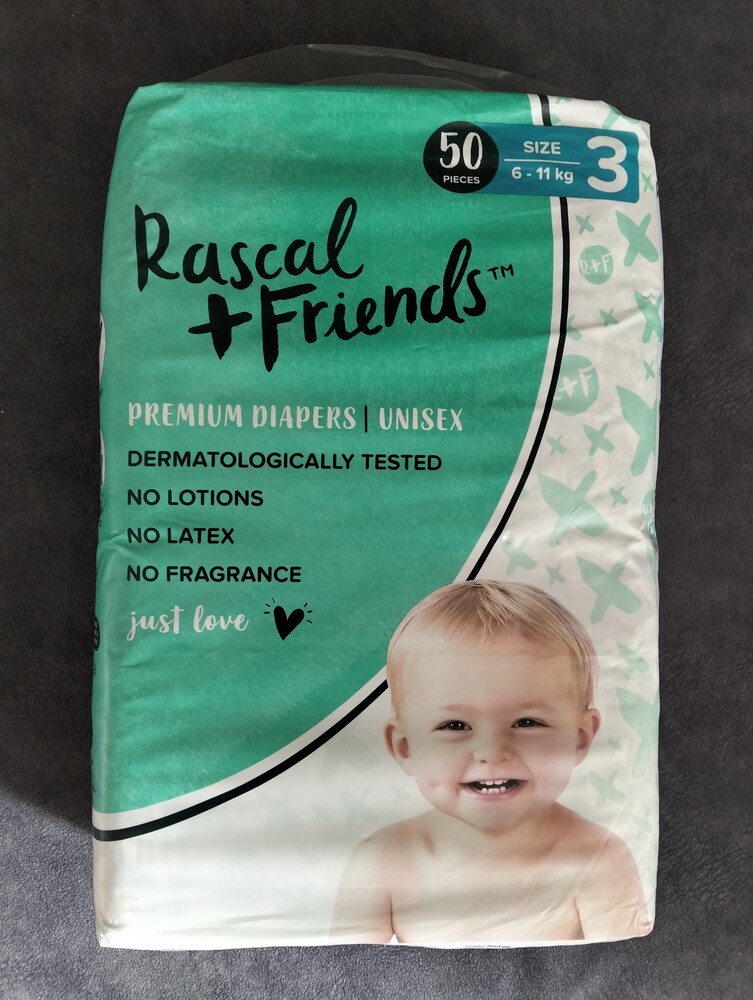 50
PIECES
SIZE
6 - 11 kg
3
Rascal
+Friends™
R+F
+F
PREMIUM DIAPERS | UNISEX
DERMATOLOGICALLY TESTED
NO LOTIONS
NO LATEX
NO FRAGRANCE
just love